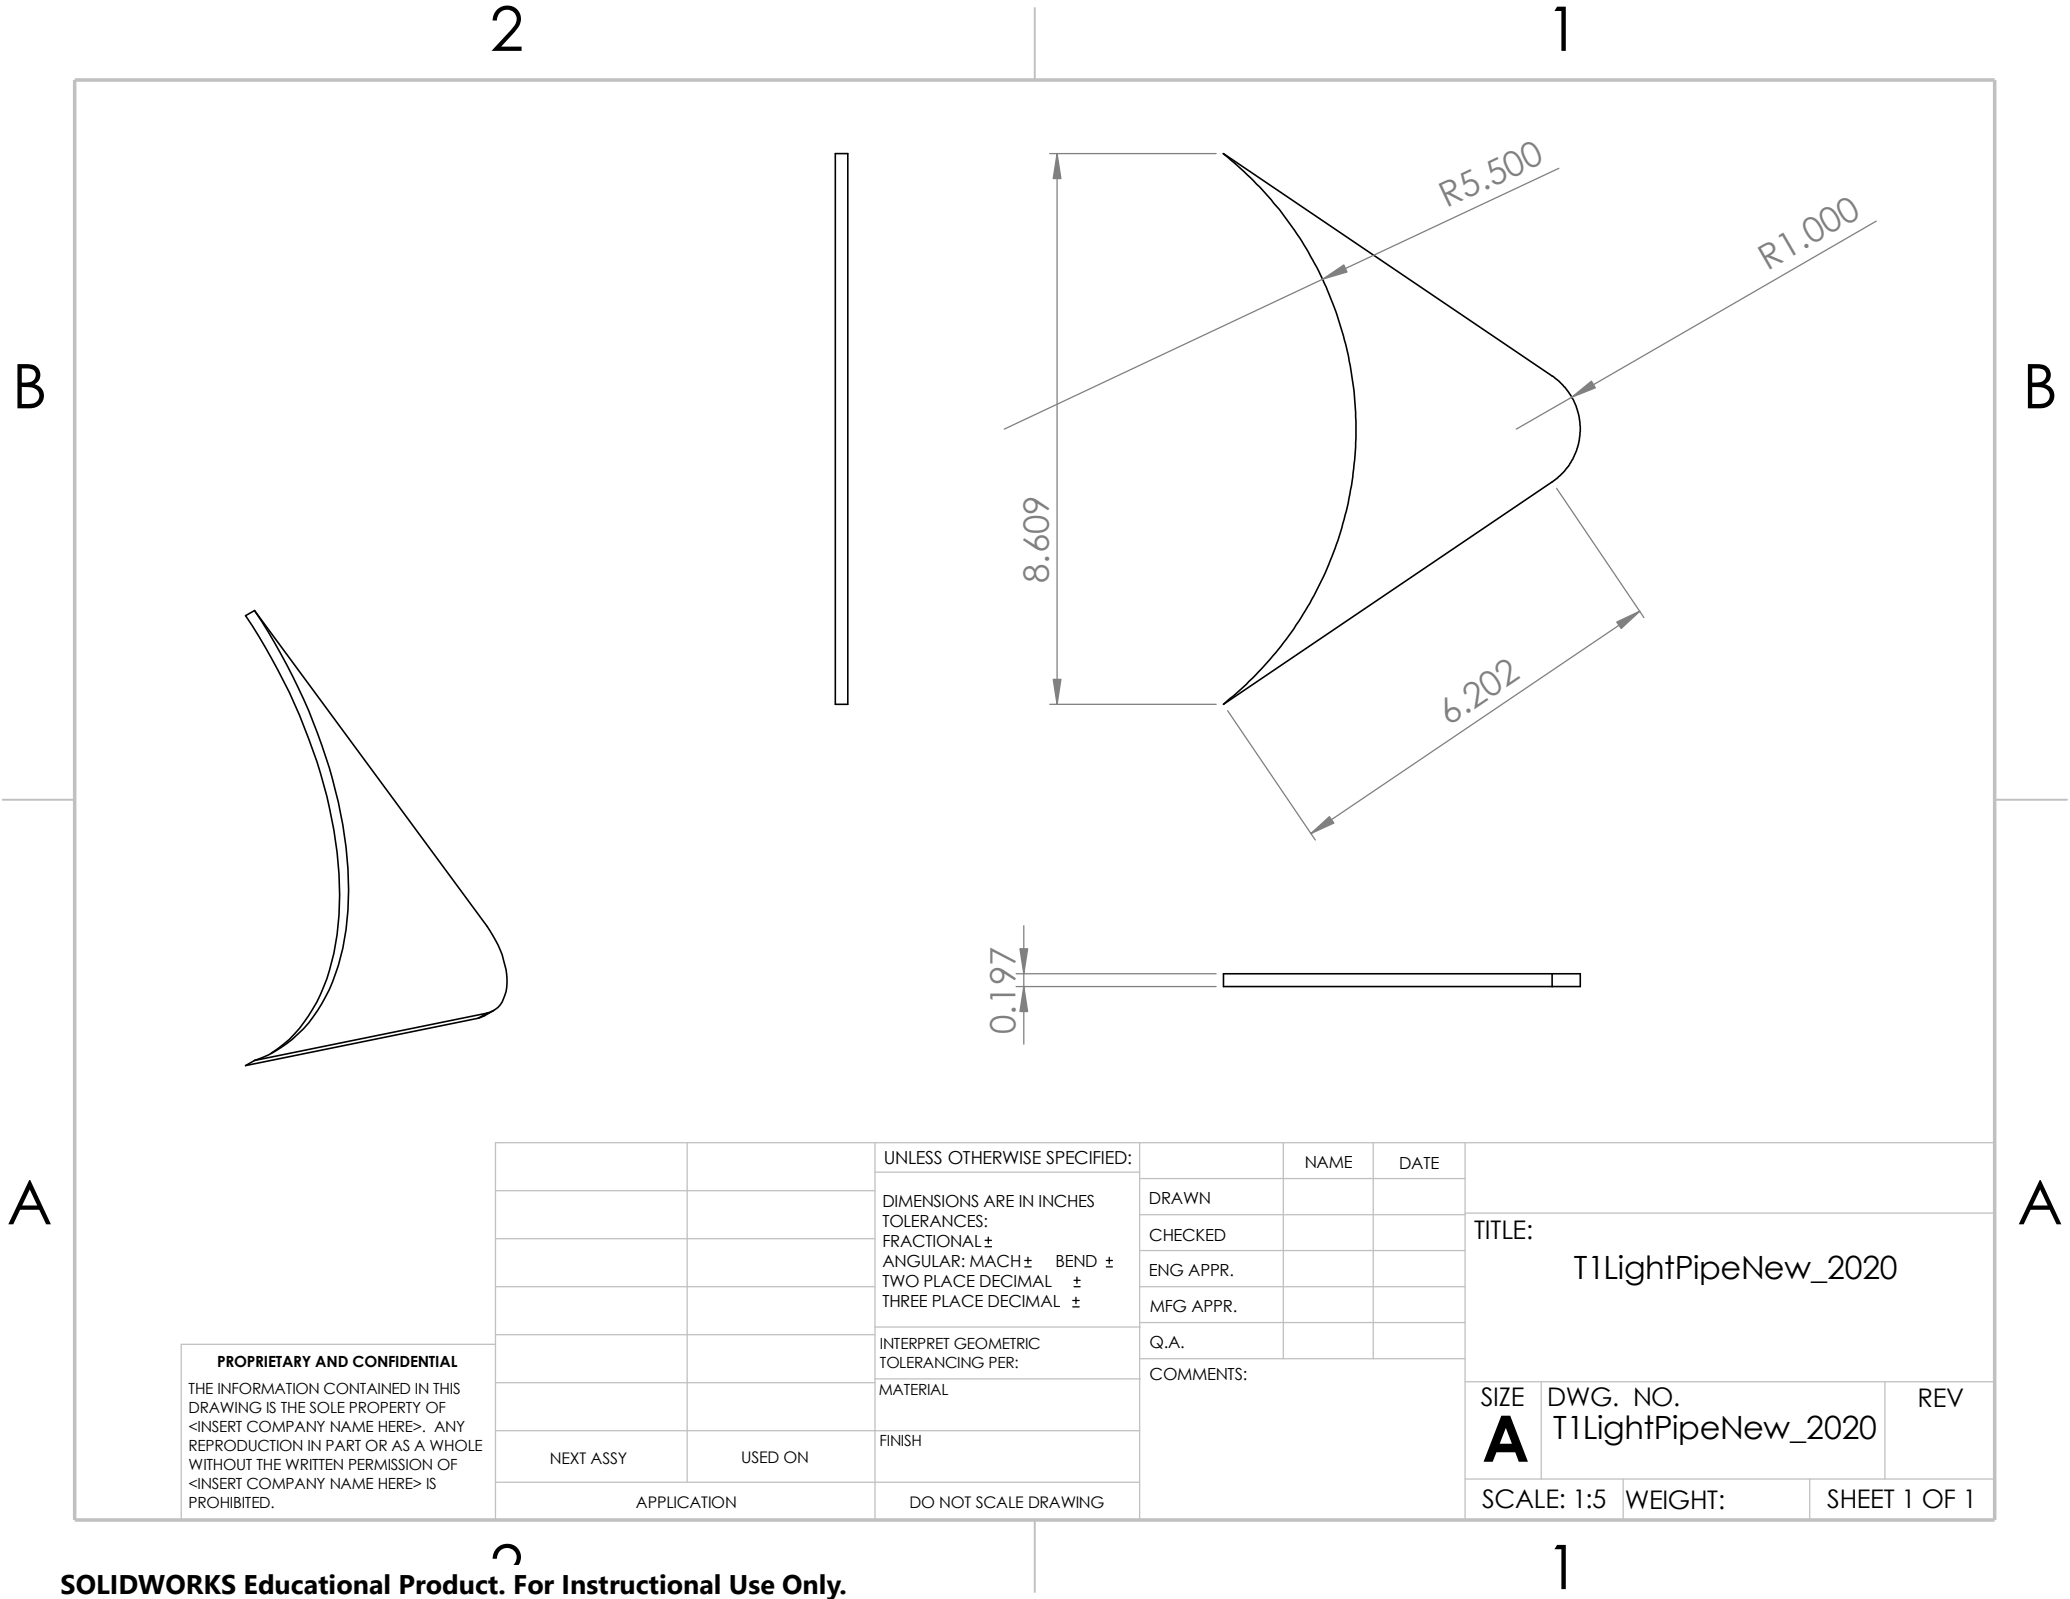 2
1
R5.500
R1.000
B
B
8.609
6.202
0.197
A
A
UNLESS OTHERWISE SPECIFIED:
DIMENSIONS ARE IN INCHES
TOLERANCES:
FRACTIONAL ±
ANGULAR: MACH ± BEND ±
TWO PLACE DECIMAL ±
THREE PLACE DECIMAL ±
INTERPRET GEOMETRIC
TOLERANCING PER:
MATERIAL
FINISH
DO NOT SCALE DRAWING
NAME DATE
DRAWN
CHECKED
ENG APPR.
MFG APPR.
Q.A.
COMMENTS:
TITLE:
T1LightPipeNew_2020
SIZE DWG. NO. REV
A T1LightPipeNew_2020
SCALE: 1:5 WEIGHT: SHEET 1 OF 1
PROPRIETARY AND CONFIDENTIAL
THE INFORMATION CONTAINED IN THIS
DRAWING IS THE SOLE PROPERTY OF
<INSERT COMPANY NAME HERE>. ANY
REPRODUCTION IN PART OR AS A WHOLE
WITHOUT THE WRITTEN PERMISSION OF
<INSERT COMPANY NAME HERE> IS
PROHIBITED.
NEXT ASSY USED ON
APPLICATION
2
1
SOLIDWORKS Educational Product. For Instructional Use Only.